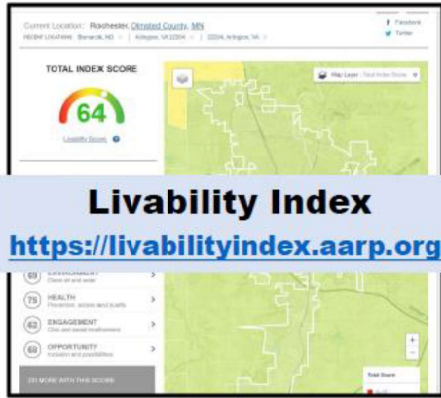 Current Location: Rochester, Olmsted County, MN
Facebook
RECENT LOCATIONS: Bismarck, ND × | Arlington, VA 22204 × | 22204, Arlington, VA ×
Twitter
TOTAL INDEX SCORE
Map Layer: Total Index Score
64
Livability Score
Livability Index
https://livabilityindex.aarp.org
69 ENVIRONMENT
Clean air and water
75 HEALTH
Prevention, access and quality
62 ENGAGEMENT
Civic and social involvement
68 OPPORTUNITY
Inclusion and possibilities
+
-
DO MORE WITH THIS SCORE
Total Score